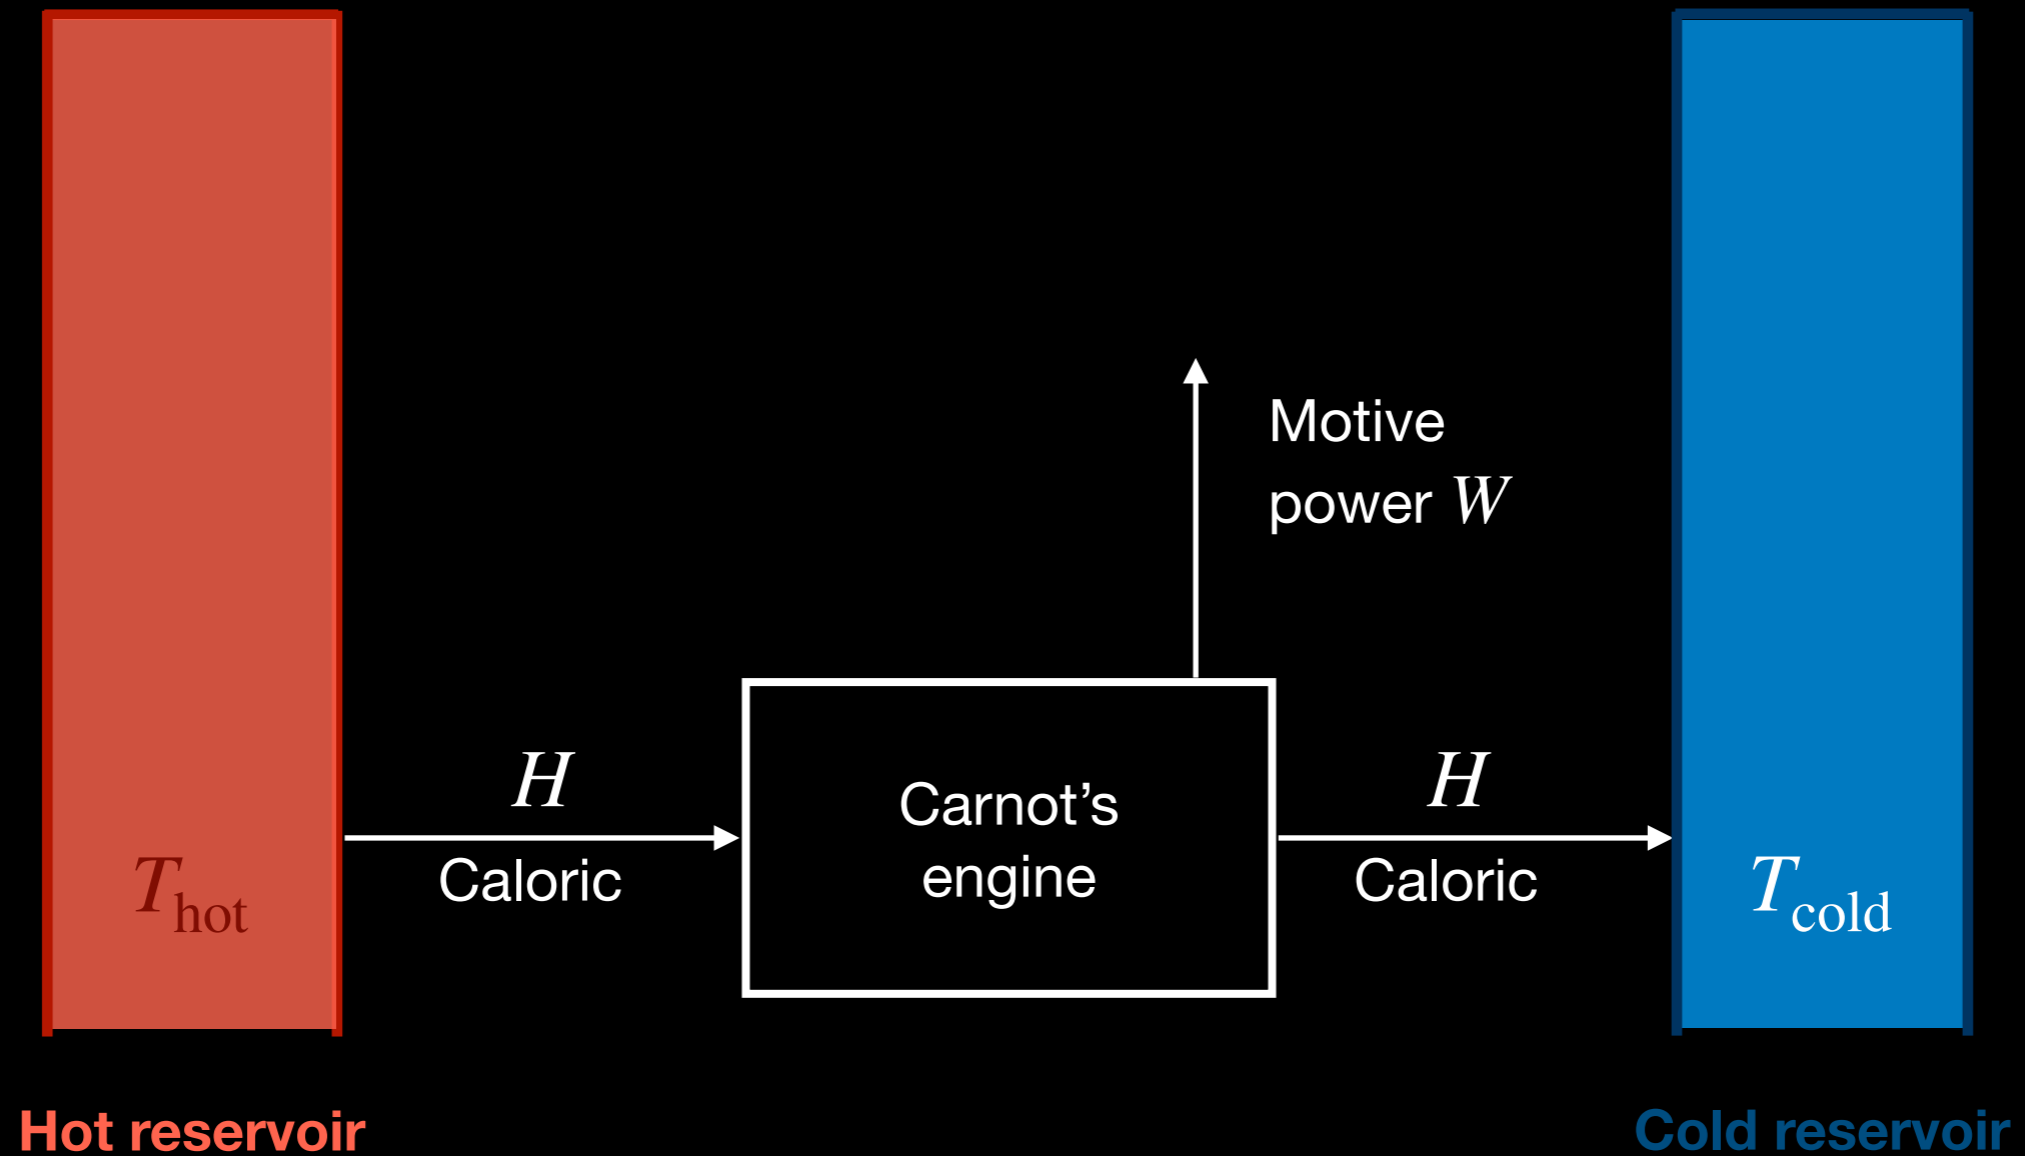 Motive
power W
H
H
Carnot’s
engine
Caloric
Caloric
T_hot
T_cold
Hot reservoir
Cold reservoir